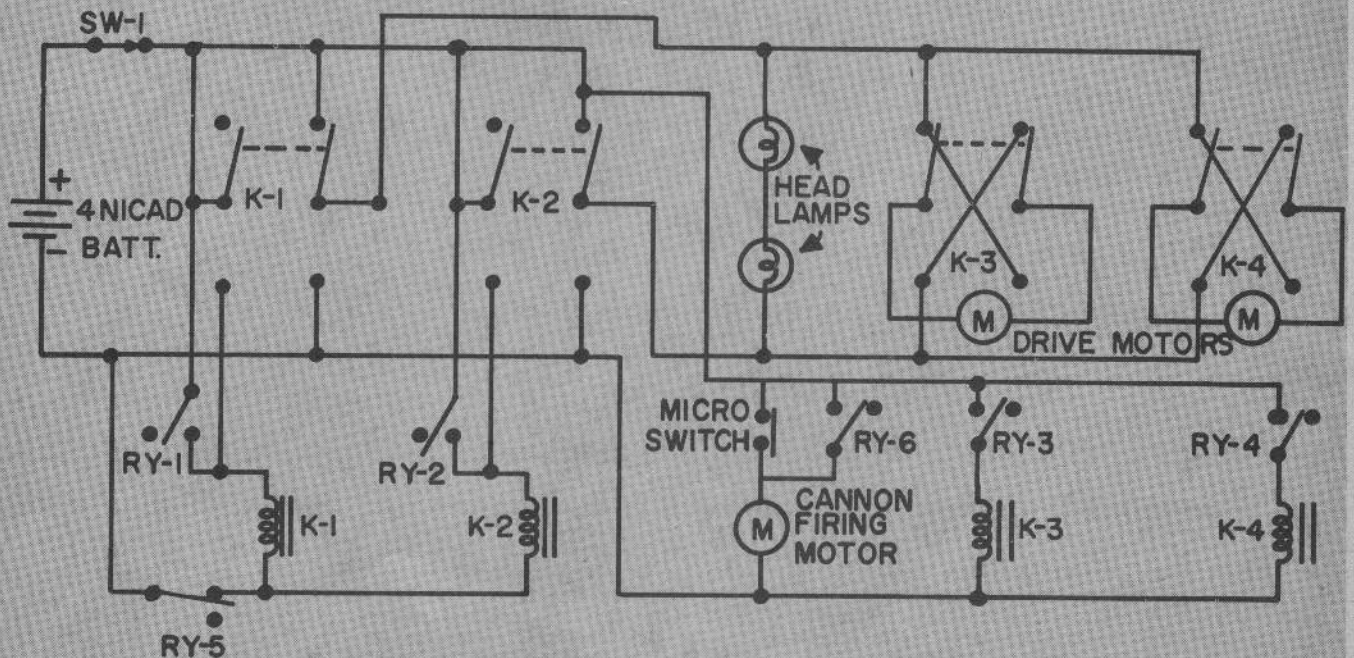 SW-1
+
4 NICAD
BATT.
-
K-1
K-2
HEAD
LAMPS
K-3
K-4
M
M
DRIVE MOTORS
RY-1
RY-2
MICRO
SWITCH
RY-6
RY-3
RY-4
K-1
K-2
M
CANNON
FIRING
MOTOR
K-3
K-4
RY-5